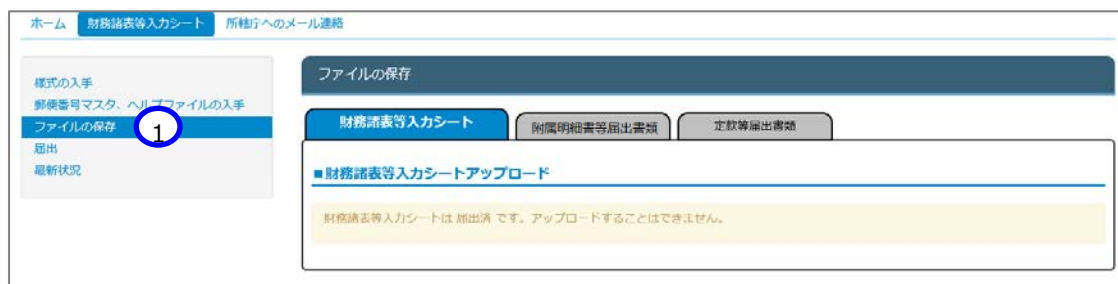 ホーム 財務諸表等入力シート 所轄庁へのメール連絡
様式の入手
郵便番号マスタ、ヘルプファイルの入手
ファイルの保存 1
届出
最新状況
ファイルの保存
財務諸表等入力シート 附属明細書等届出書類 定款等届出書類
■財務諸表等入力シートアップロード
財務諸表等入力シートは 届出済 です。アップロードすることはできません。